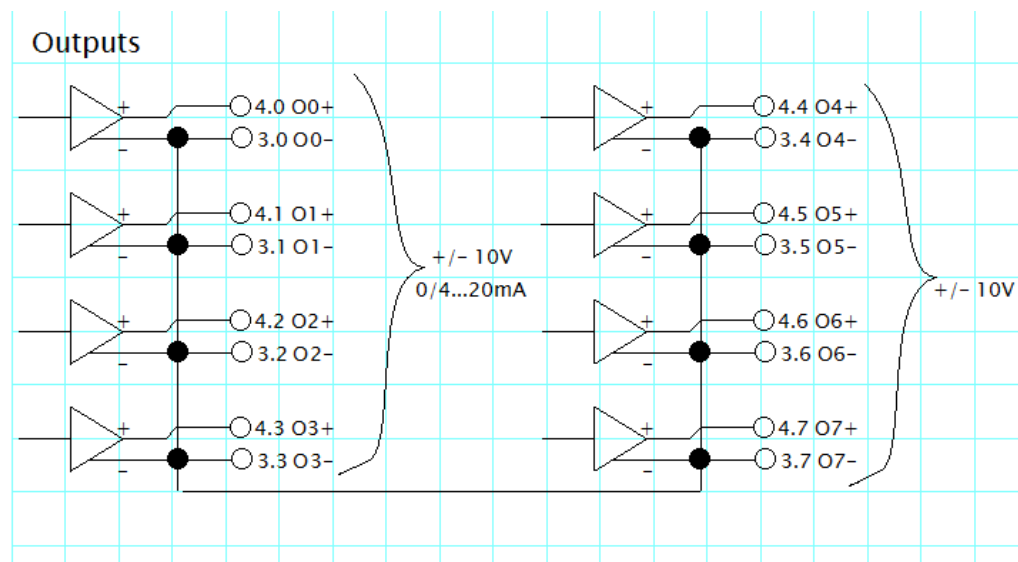 Outputs
+
4.0 O0+
3.0 O0-
-
+
4.1 O1+
3.1 O1-
-
+
4.2 O2+
3.2 O2-
-
+
4.3 O3+
3.3 O3-
-
+/- 10V
0/4...20mA
+
4.4 O4+
3.4 O4-
-
+
4.5 O5+
3.5 O5-
-
+
4.6 O6+
3.6 O6-
-
+
4.7 O7+
3.7 O7-
-
+/- 10V